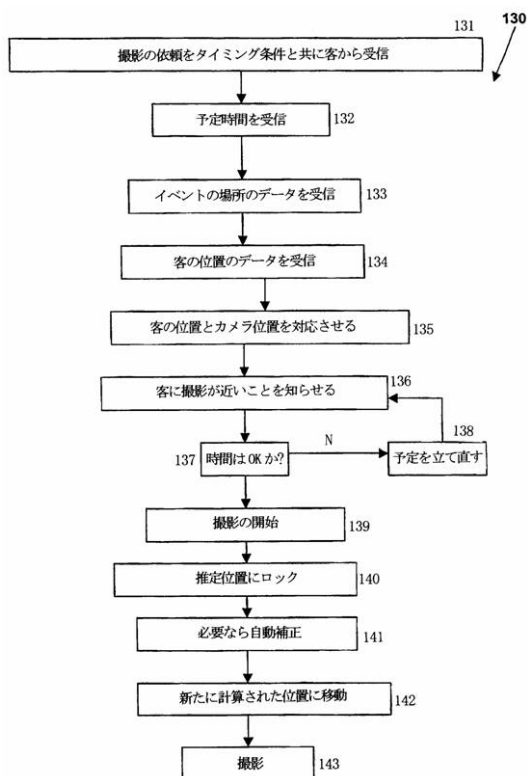 130
131
撮影の依頼をタイミング条件と共に客から受信
予定時間を受信
132
イベントの場所のデータを受信
133
客の位置のデータを受信
134
客の位置とカメラ位置を対応させる
135
客に撮影が近いことを知らせる
136
137
時間はOKか?
N
138
予定を立て直す
撮影の開始
139
推定位置にロック
140
必要なら自動補正
141
新たに計算された位置に移動
142
撮影
143